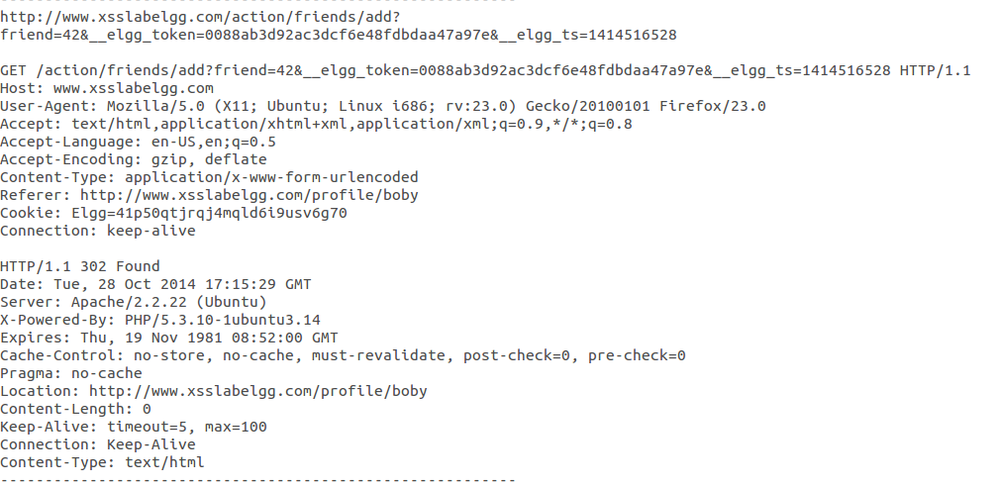 ----------------------------------------------------------
http://www.xsslabelgg.com/action/friends/add?
friend=42&__elgg_token=0088ab3d92ac3dcf6e48fdbdaa47a97e&__elgg_ts=1414516528
GET /action/friends/add?friend=42&__elgg_token=0088ab3d92ac3dcf6e48fdbdaa47a97e&__elgg_ts=1414516528 HTTP/1.1
Host: www.xsslabelgg.com
User-Agent: Mozilla/5.0 (X11; Ubuntu; Linux i686; rv:23.0) Gecko/20100101 Firefox/23.0
Accept: text/html,application/xhtml+xml,application/xml;q=0.9,*/*;q=0.8
Accept-Language: en-US,en;q=0.5
Accept-Encoding: gzip, deflate
Content-Type: application/x-www-form-urlencoded
Referer: http://www.xsslabelgg.com/profile/boby
Cookie: Elgg=41p50qtjrqj4mqld6i9usv6g70
Connection: keep-alive
HTTP/1.1 302 Found
Date: Tue, 28 Oct 2014 17:15:29 GMT
Server: Apache/2.2.22 (Ubuntu)
X-Powered-By: PHP/5.3.10-1ubuntu3.14
Expires: Thu, 19 Nov 1981 08:52:00 GMT
Cache-Control: no-store, no-cache, must-revalidate, post-check=0, pre-check=0
Pragma: no-cache
Location: http://www.xsslabelgg.com/profile/boby
Content-Length: 0
Keep-Alive: timeout=5, max=100
Connection: Keep-Alive
Content-Type: text/html
----------------------------------------------------------